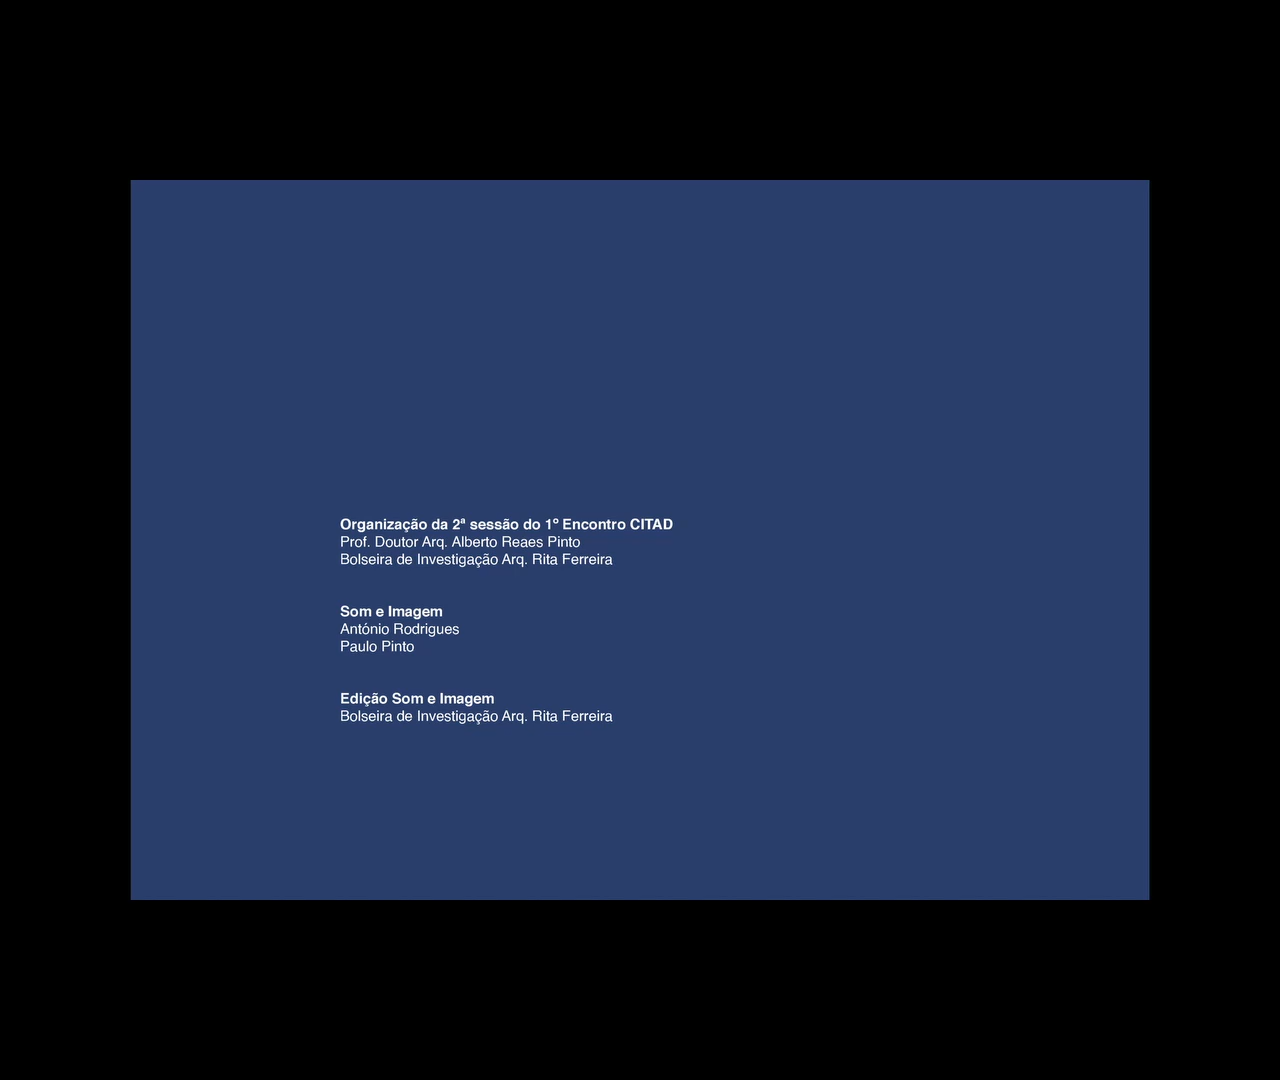 Organização da 2ª sessão do 1º Encontro CITAD
Prof. Doutor Arq. Alberto Reaes Pinto
Bolseira de Investigação Arq. Rita Ferreira
Som e Imagem
António Rodrigues
Paulo Pinto
Edição Som e Imagem
Bolseira de Investigação Arq. Rita Ferreira